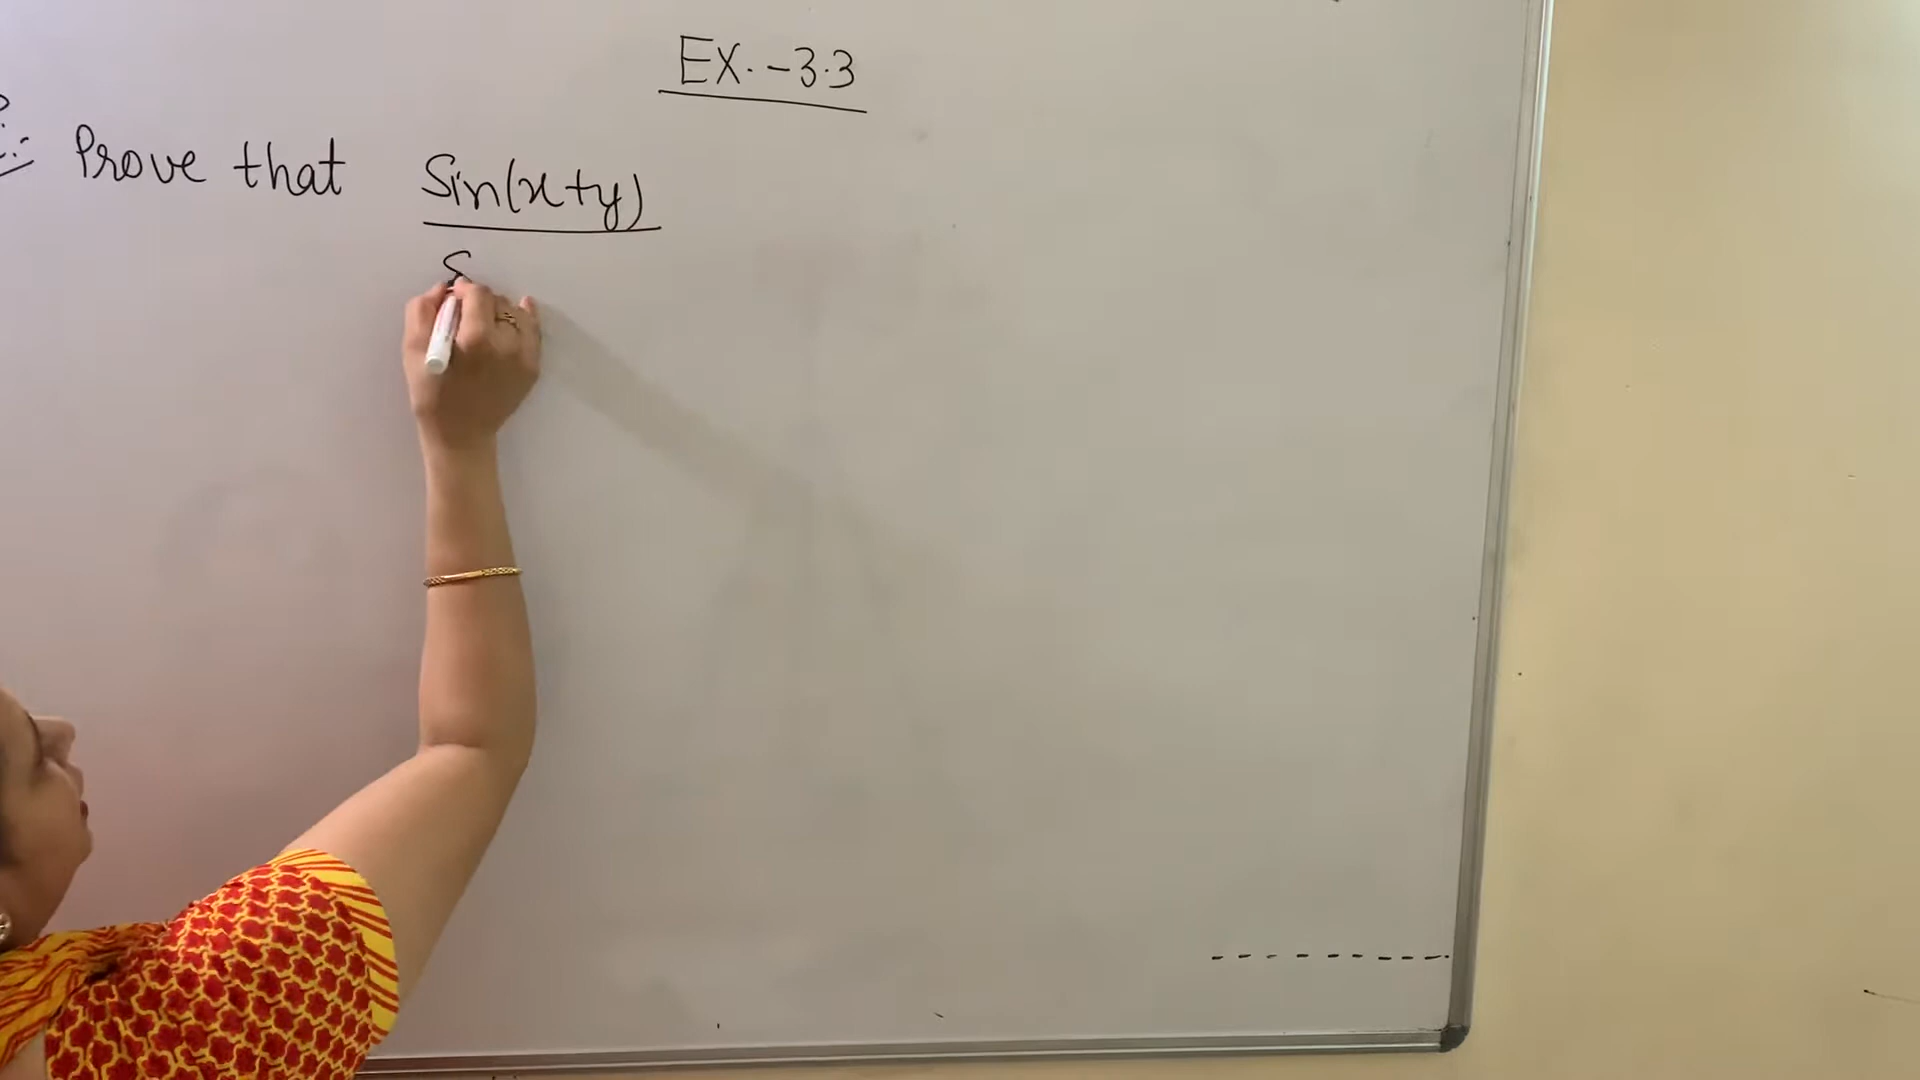 EX. - 3.3
Prove that Sin(x+y)
S